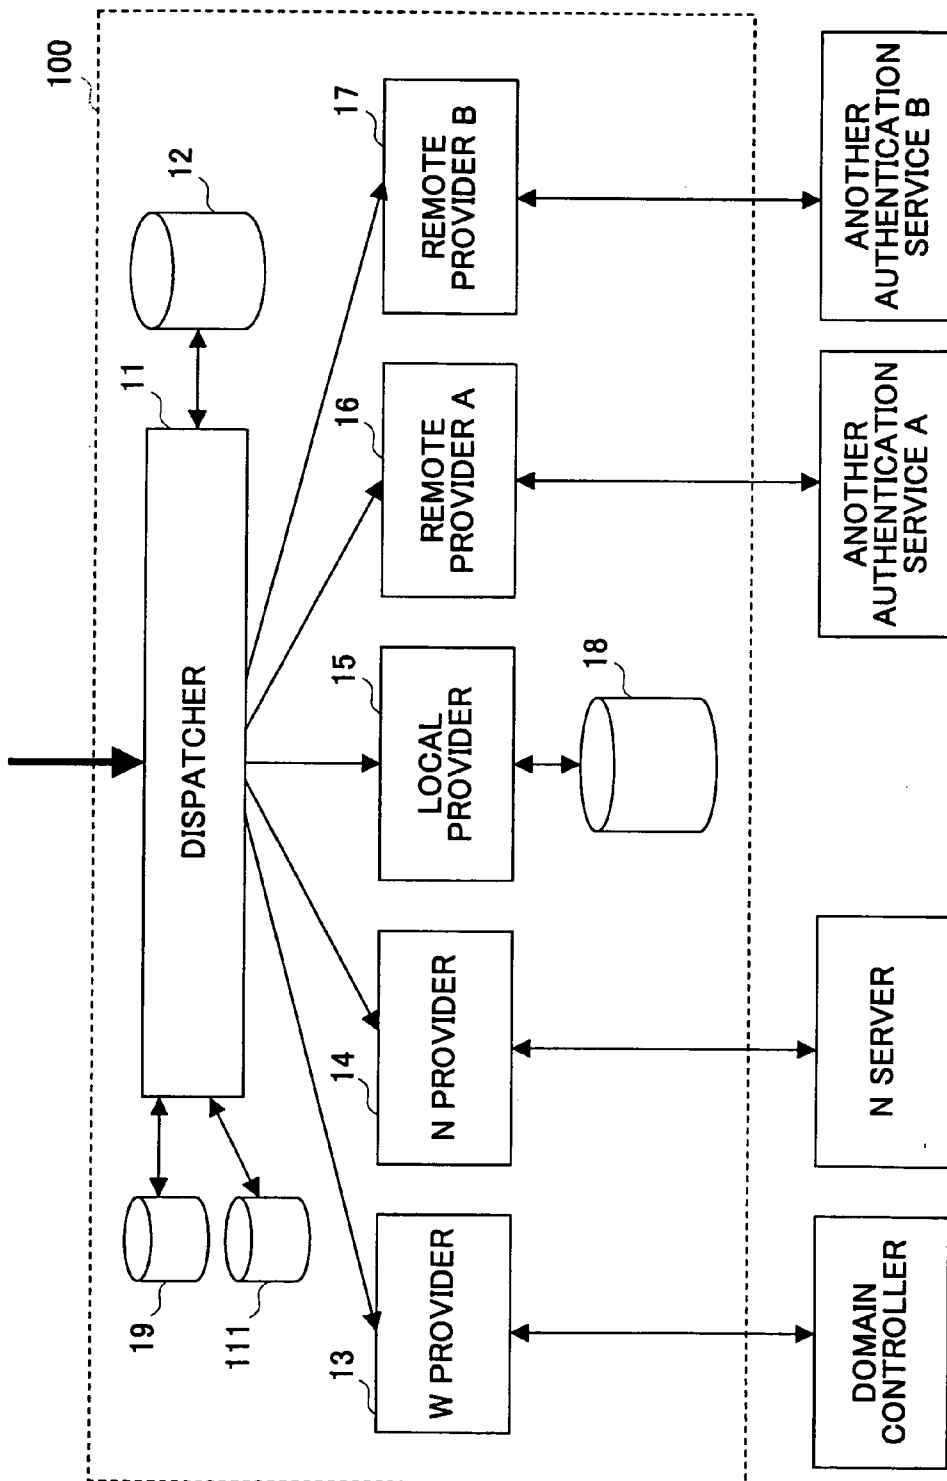 100
19
111
DISPATCHER
11
12
13
W PROVIDER
14
N PROVIDER
15
LOCAL
PROVIDER
16
REMOTE
PROVIDER A
17
REMOTE
PROVIDER B
18
DOMAIN
CONTROLLER
N SERVER
ANOTHER
AUTHENTICATION
SERVICE A
ANOTHER
AUTHENTICATION
SERVICE B